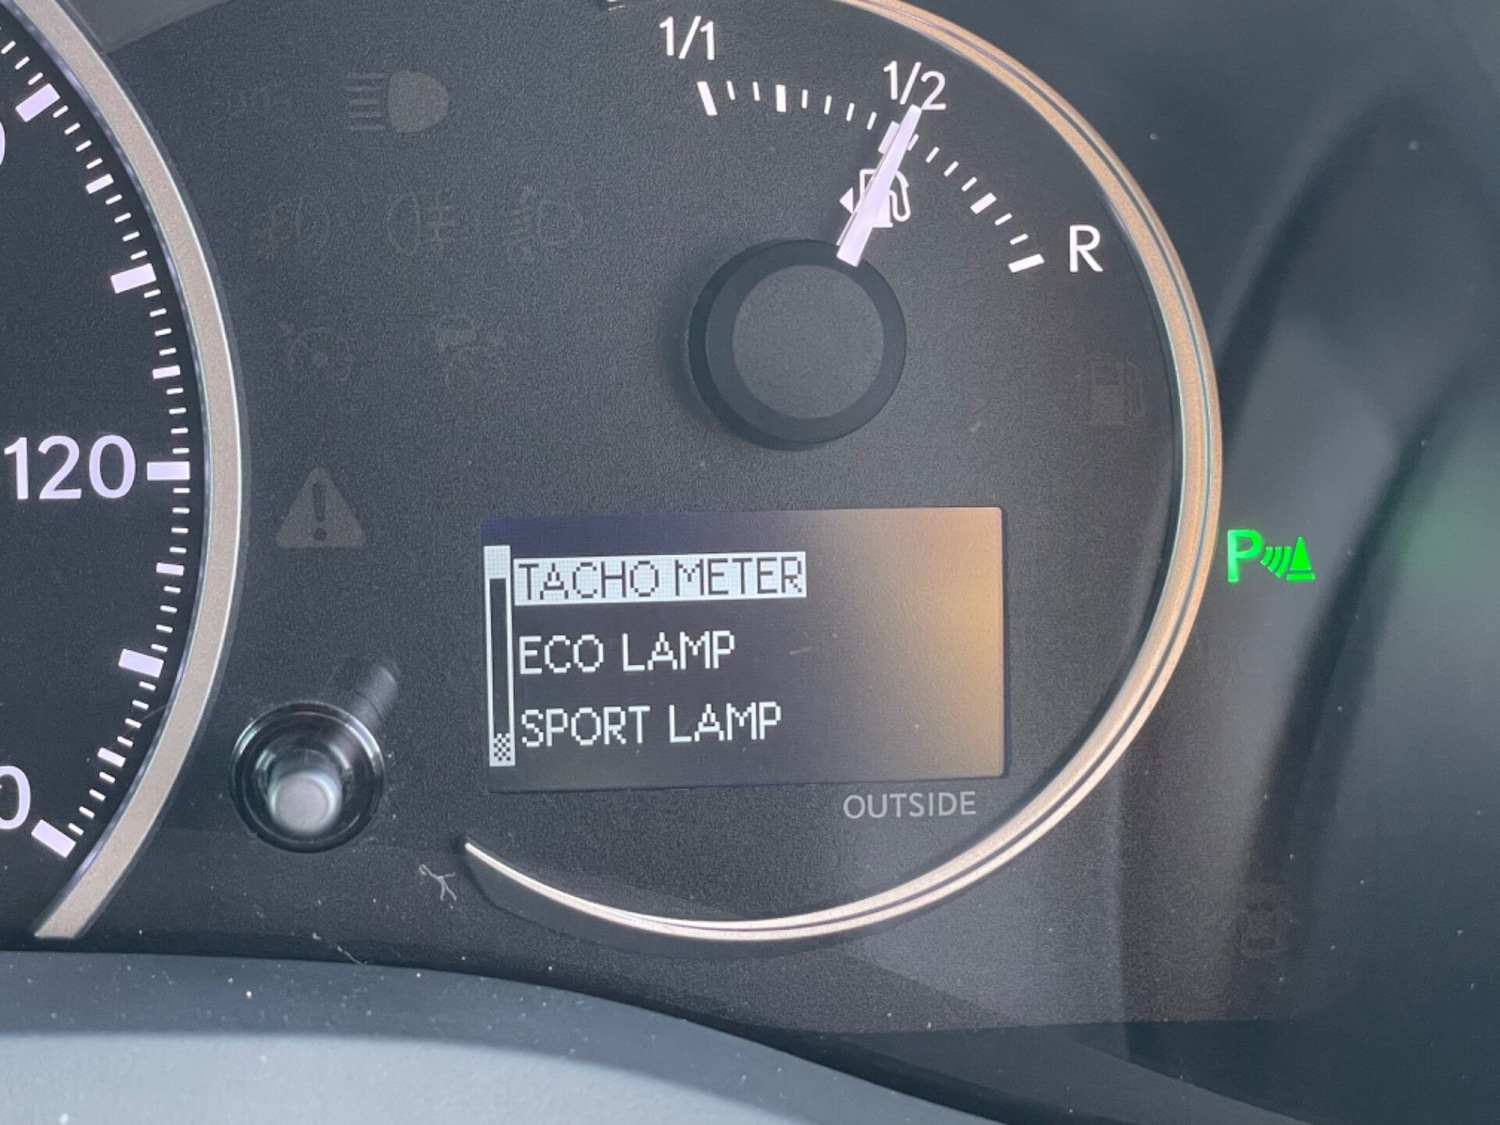 1/1
1/2
R
120
TACHO METER
ECO LAMP
SPORT LAMP
OUTSIDE
P